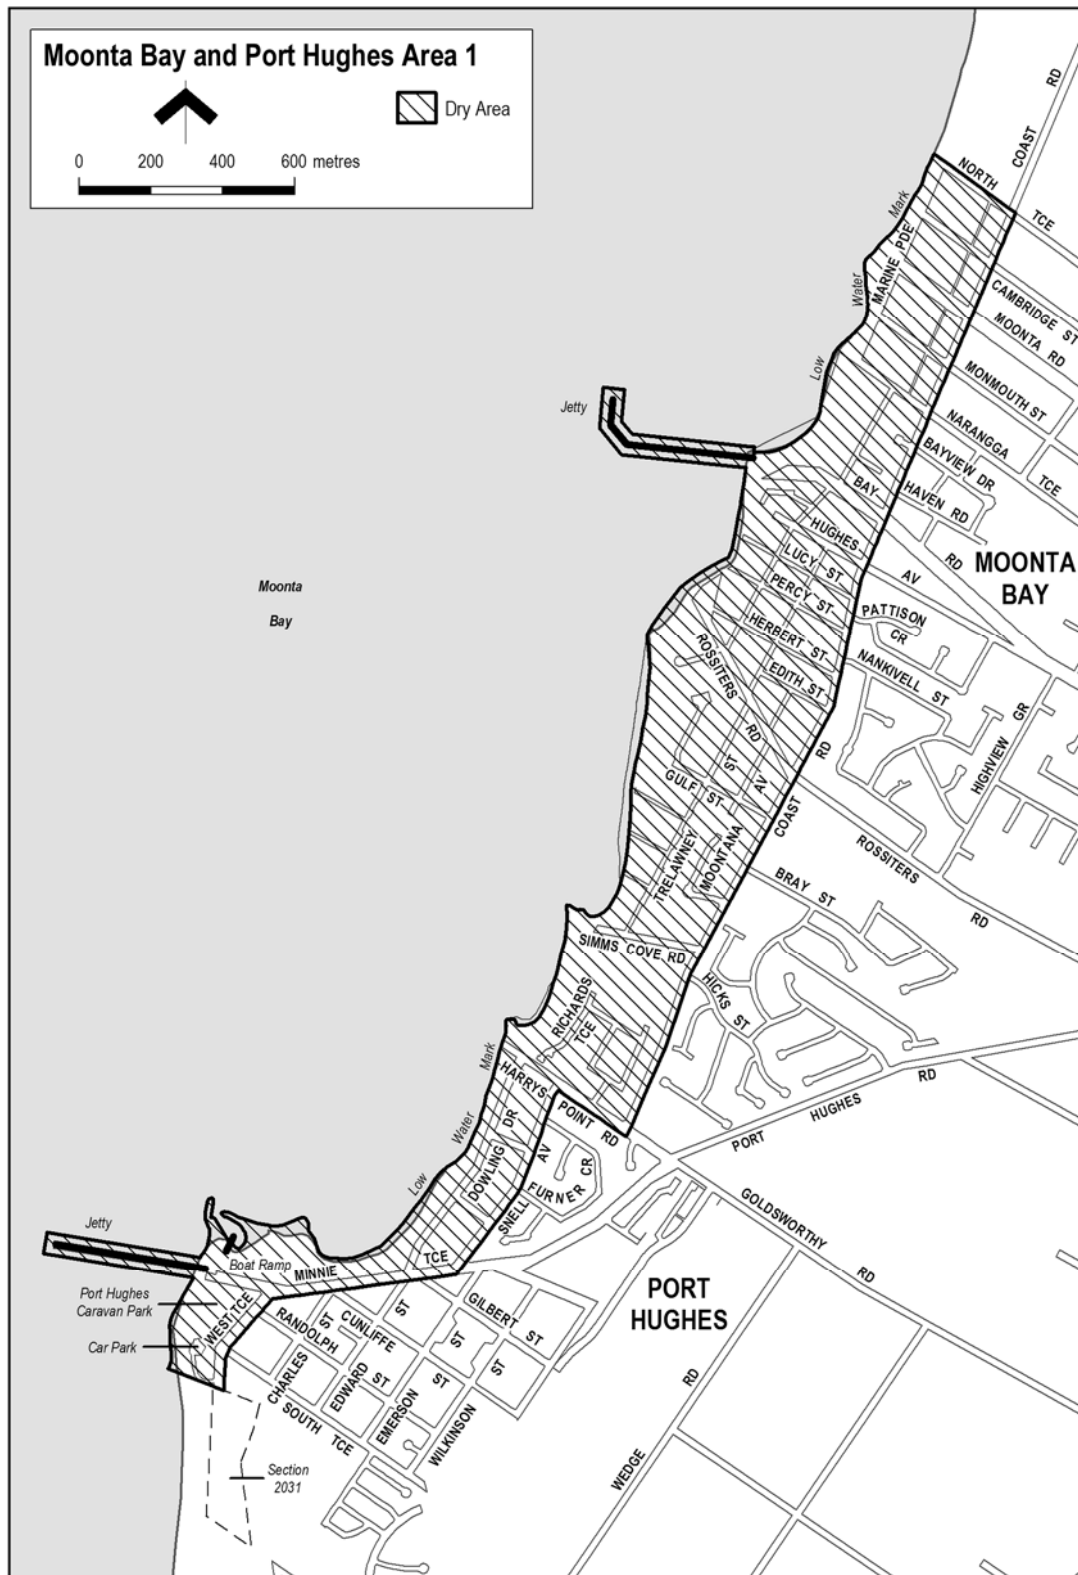 Moonta Bay and Port Hughes Area 1
Dry Area
0 200 400 600 metres
COAST RD
NORTH TCE
Mark
MARINE PDE
Water
CAMBRIDGE ST
MOONTA RD
Low
MONMOUTH ST
Jetty
NARANGGA TCE
BAYVIEW DR
BAY RD
HAVEN RD
HUGHES AV
MOONTA
BAY
LUCY ST
Moonta
Bay
PERCY ST
PATTISON CR
HERBERT ST
ROSSITERS RD
NANKIVELL ST
EDITH ST
HIGHVIEW GR
GULF ST
COAST RD
TRELAWNEY ST
MOONTANA AV
ROSSITERS RD
BRAY ST
SIMMS COVE RD
HICKS ST
RICHARDS TCE
Mark
HARRYS POINT RD
PORT HUGHES RD
Water
DOWLING DR
SNELL AV
FURNER CR
Low
GOLDSWORTHY RD
Jetty
Boat Ramp
MINNIE TCE
Port Hughes
Caravan Park
WEST TCE
PORT
HUGHES
GILBERT ST
RANDOLPH ST
CUNLIFFE ST
Car Park
CHARLES ST
EDWARD ST
EMERSON ST
WILKINSON ST
SOUTH TCE
WEDGE RD
Section
2031